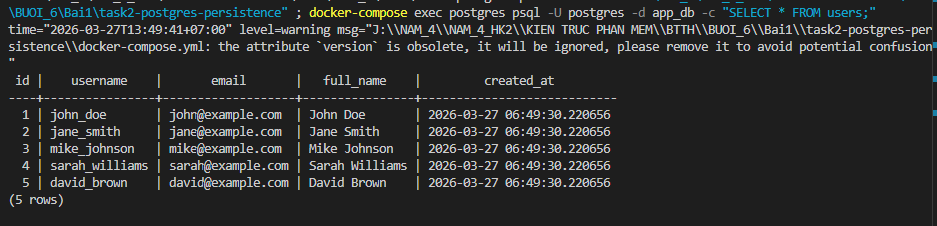 \BUOI_6\Bai1\task2-postgres-persistence" ; docker-compose exec postgres psql -U postgres -d app_db -c "SELECT * FROM users;"
time="2026-03-27T13:49:41+07:00" level=warning msg="J:\\NAM_4\\NAM_4_HK2\\KIEN TRUC PHAN MEM\\BTTH\\BUOI_6\\Bai1\\task2-postgres-per
sistence\\docker-compose.yml: the attribute `version` is obsolete, it will be ignored, please remove it to avoid potential confusion
"
 id |   username    |       email       |   full_name    |         created_at
----+---------------+-------------------+----------------+----------------------------
  1 | john_doe      | john@example.com  | John Doe       | 2026-03-27 06:49:30.220656
  2 | jane_smith    | jane@example.com  | Jane Smith     | 2026-03-27 06:49:30.220656
  3 | mike_johnson  | mike@example.com  | Mike Johnson   | 2026-03-27 06:49:30.220656
  4 | sarah_williams | sarah@example.com | Sarah Williams | 2026-03-27 06:49:30.220656
  5 | david_brown   | david@example.com | David Brown    | 2026-03-27 06:49:30.220656
(5 rows)